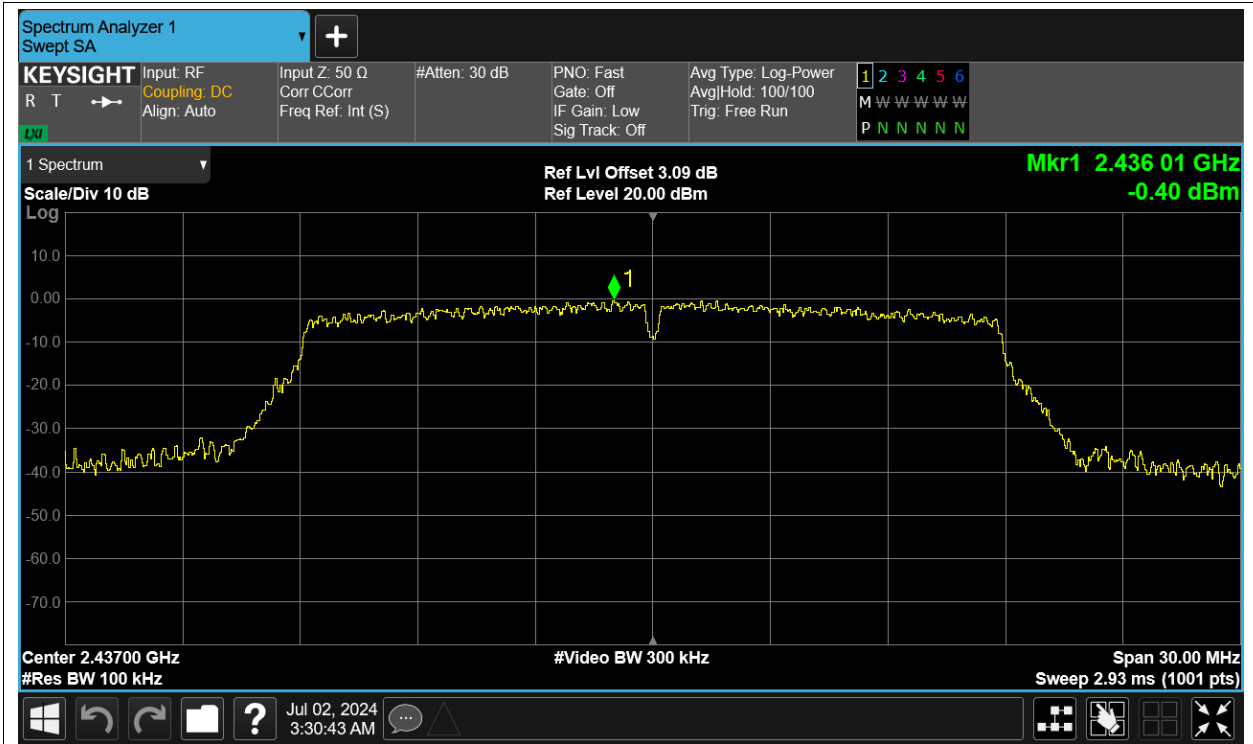 Spectrum Analyzer 1
Swept SA
+
KEYSIGHT
R T
LXI
Input: RF
Coupling: DC
Align: Auto
Input Z: 50 Ω
Corr CCorr
Freq Ref: Int (S)
#Atten: 30 dB
PNO: Fast
Gate: Off
IF Gain: Low
Sig Track: Off
Avg Type: Log-Power
Avg|Hold: 100/100
Trig: Free Run
1 2 3 4 5 6
M W W W W W
P N N N N N
1 Spectrum
Scale/Div 10 dB
Ref Lvl Offset 3.09 dB
Ref Level 20.00 dBm
Mkr1 2.436 01 GHz
-0.40 dBm
Log
10.0
0.00
-10.0
-20.0
-30.0
-40.0
-50.0
-60.0
-70.0
1
Center 2.43700 GHz
#Video BW 300 kHz
Span 30.00 MHz
#Res BW 100 kHz
Sweep 2.93 ms (1001 pts)
?
Jul 02, 2024
3:30:43 AM